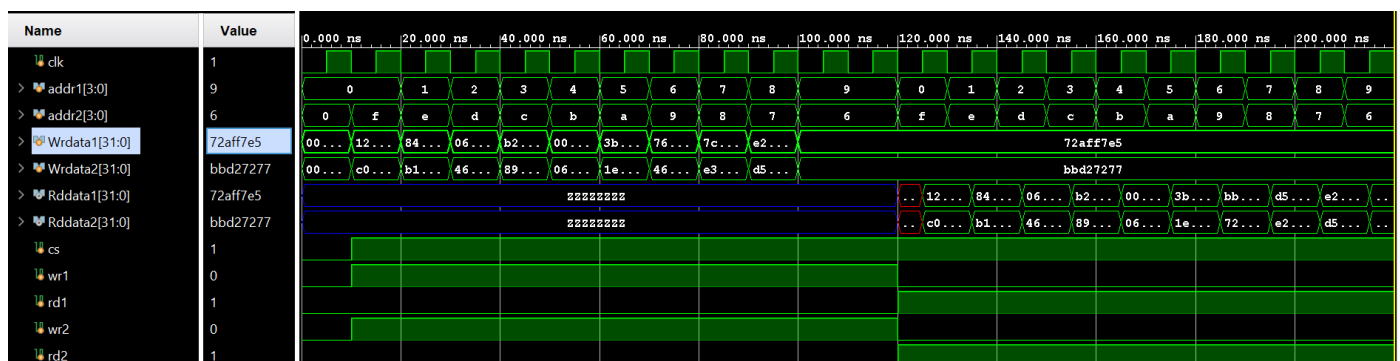 Name Value 0.000 ns 20.000 ns 40.000 ns 60.000 ns 80.000 ns 100.000 ns 120.000 ns 140.000 ns 160.000 ns 180.000 ns 200.000 ns
clk 1
addr1[3:0] 9 0 1 2 3 4 5 6 7 8 9 0 1 2 3 4 5 6 7 8 9
addr2[3:0] 6 0 f e d c b a 9 8 7 6 f e d c b a 9 8 7 6
Wrdata1[31:0] 72aff7e5 00... 12... 84... 06... b2... 00... 3b... 76... 7c... e2... 72aff7e5
Wrdata2[31:0] bbd27277 00... c0... b1... 46... 89... 06... 1e... 46... e3... d5... bbd27277
Rddata1[31:0] 72aff7e5 ZZZZZZZZ .. 12... 84... 06... b2... 00... 3b... bb... d5... e2... ..
Rddata2[31:0] bbd27277 ZZZZZZZZ .. c0... b1... 46... 89... 06... 1e... 72... e2... d5... ..
cs 1
wr1 0
rd1 1
wr2 0
rd2 1